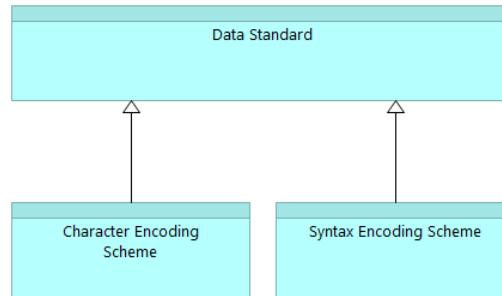 Data Standard
Character Encoding
Scheme
Syntax Encoding Scheme